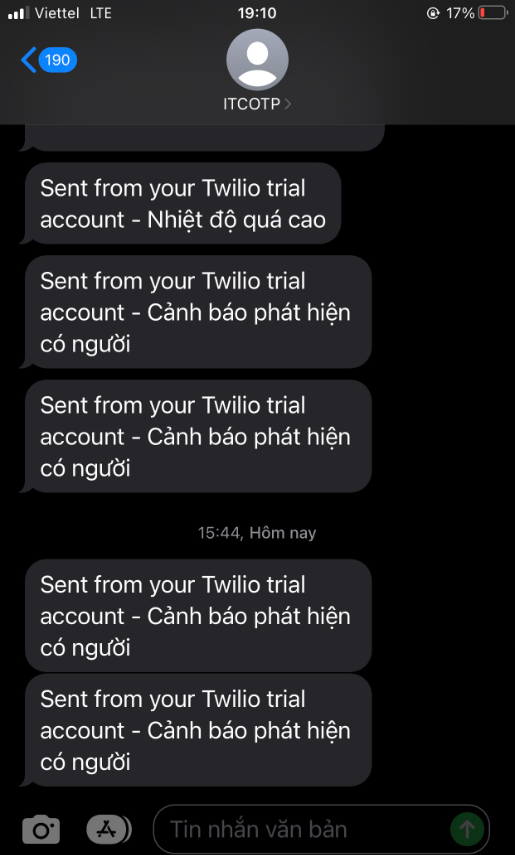 Viettel LTE
19:10
17%
190
ITCOTP
Sent from your Twilio trial
account - Nhiệt độ quá cao
Sent from your Twilio trial
account - Cảnh báo phát hiện
có người
Sent from your Twilio trial
account - Cảnh báo phát hiện
có người
15:44, Hôm nay
Sent from your Twilio trial
account - Cảnh báo phát hiện
có người
Sent from your Twilio trial
account - Cảnh báo phát hiện
có người
Tin nhắn văn bản